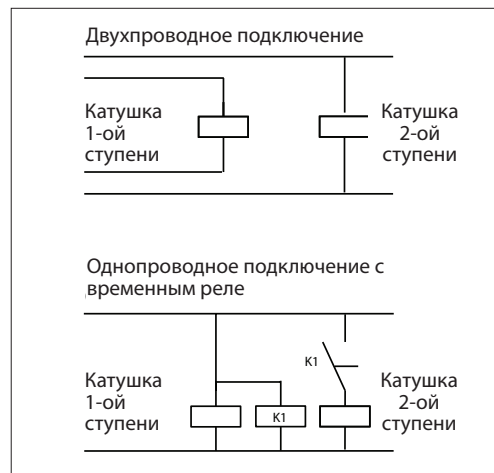 Двухпроводное подключение
Катушка
1-ой
ступени
Катушка
2-ой
ступени
Однопроводное подключение с
временным реле
K1
Катушка
1-ой
ступени
K1
Катушка
2-ой
ступени